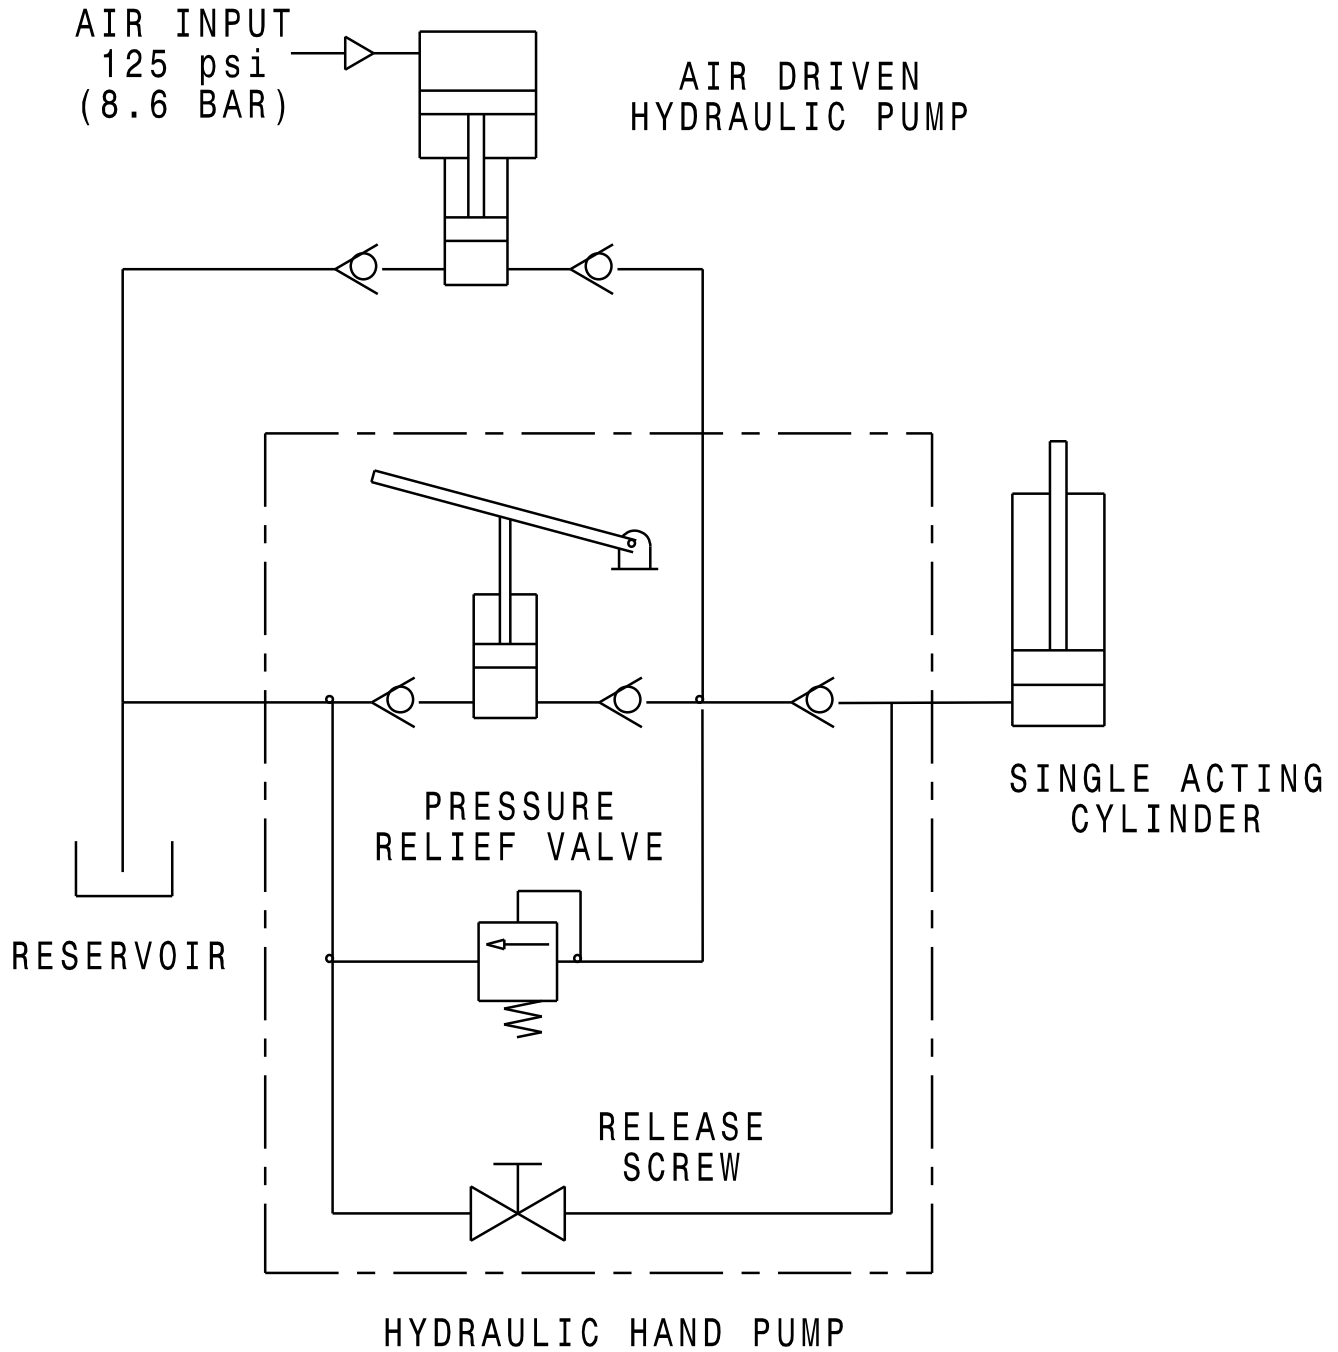 AIR INPUT
125 psi
(8.6 BAR)
AIR DRIVEN
HYDRAULIC PUMP
SINGLE ACTING
CYLINDER
PRESSURE
RELIEF VALVE
RESERVOIR
RELEASE
SCREW
HYDRAULIC HAND PUMP